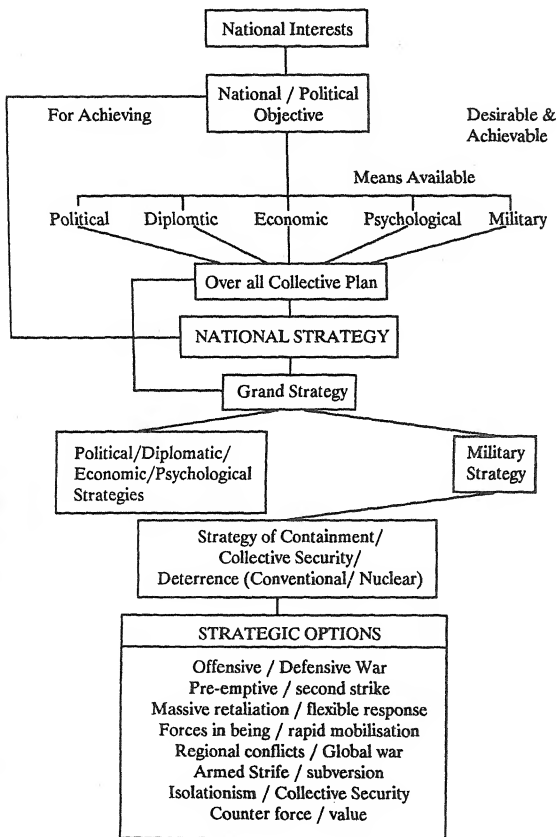 National Interests
National / Political
Objective
For Achieving
Desirable &
Achievable
Means Available
Political Diplomtic Economic Psychological Military
Over all Collective Plan
NATIONAL STRATEGY
Grand Strategy
Political/Diplomatic/
Economic/Psychological
Strategies
Military
Strategy
Strategy of Containment/
Collective Security/
Deterrence (Conventional/ Nuclear)
STRATEGIC OPTIONS
Offensive / Defensive War
Pre-emptive / second strike
Massive retaliation / flexible response
Forces in being / rapid mobilisation
Regional conflicts / Global war
Armed Strife / subversion
Isolationism / Collective Security
Counter force / value